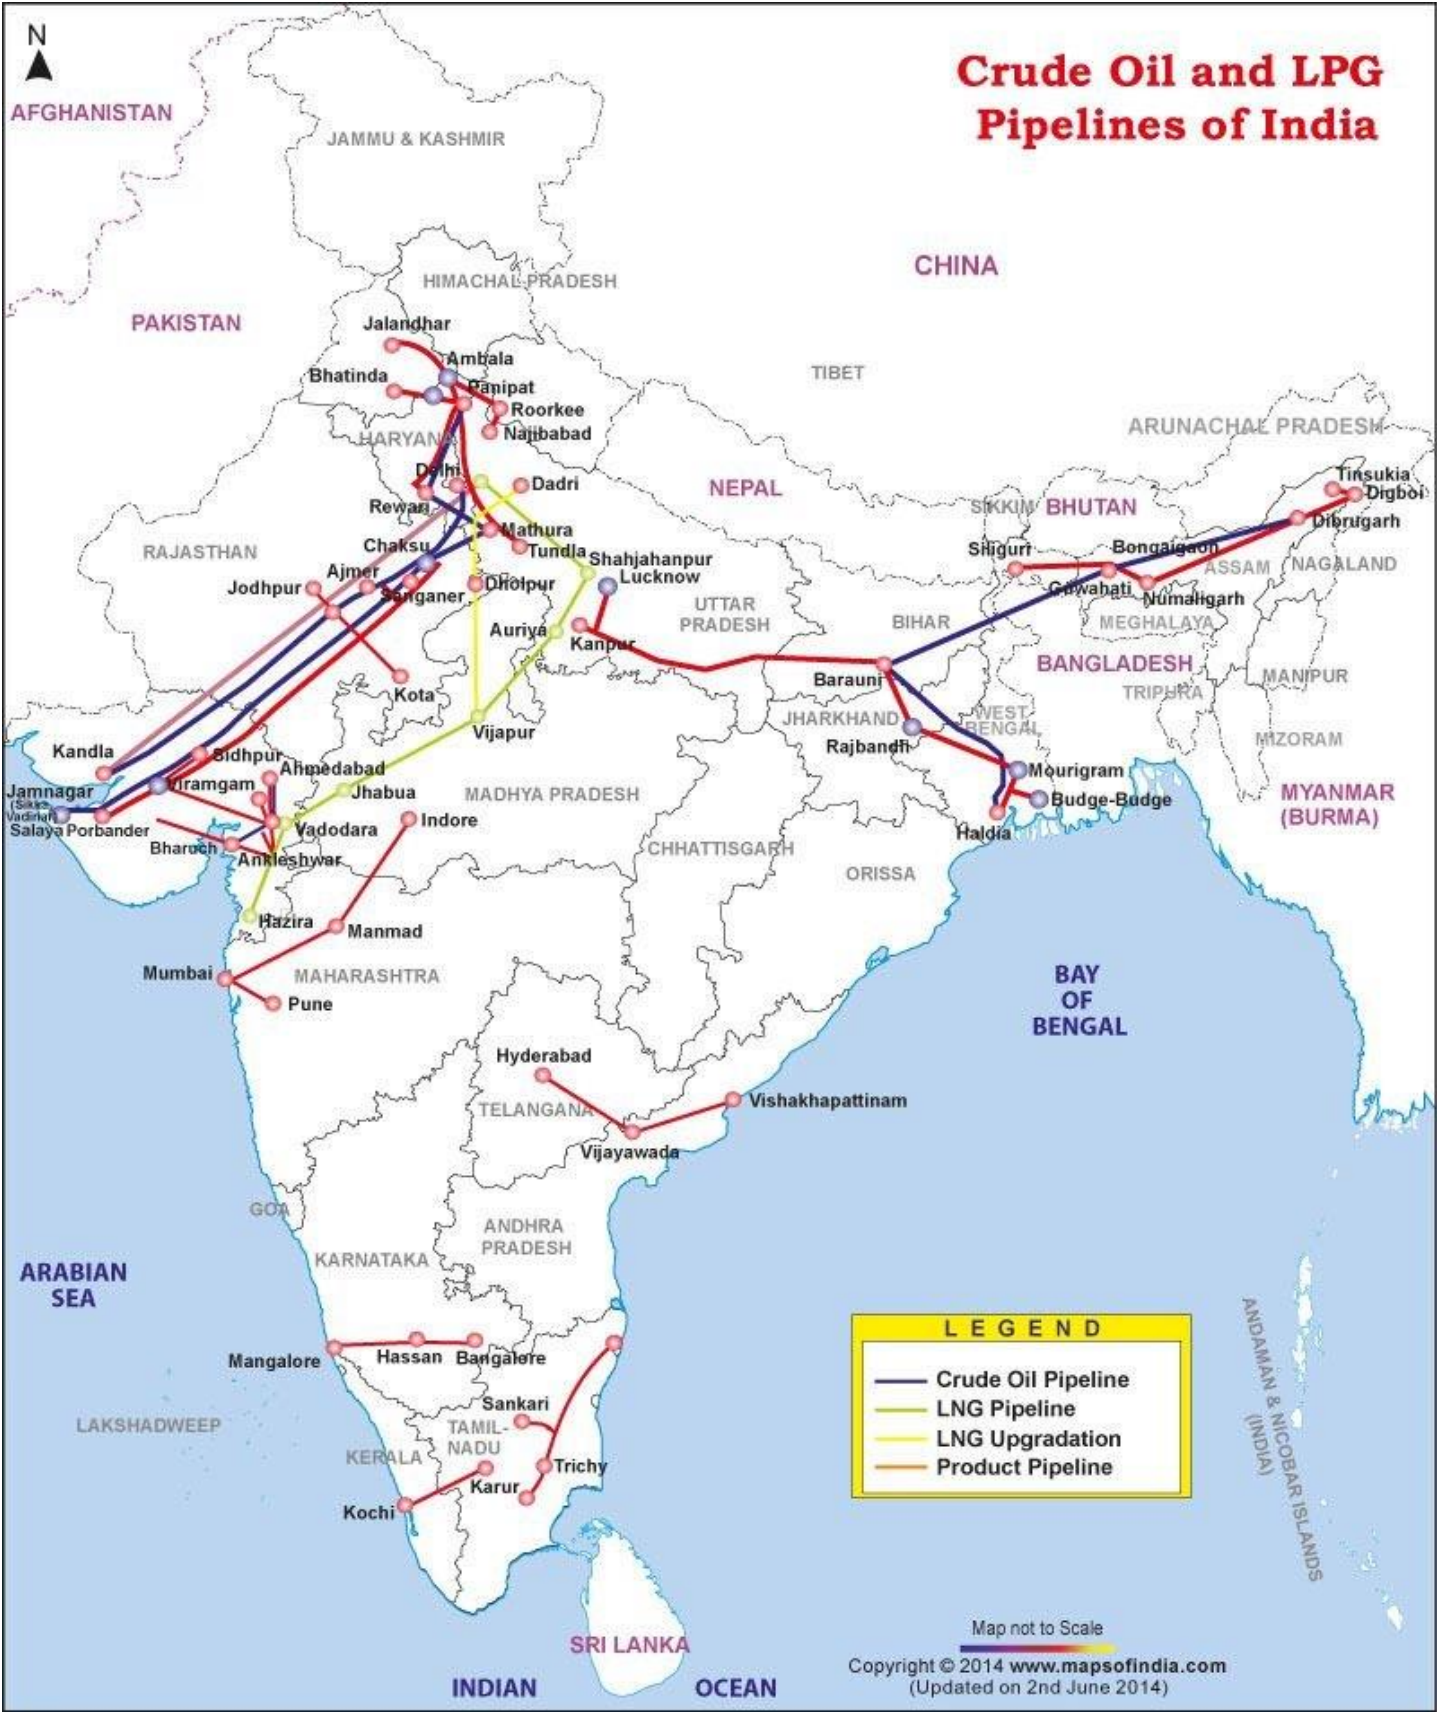 N
Crude Oil and LPG
Pipelines of India
AFGHANISTAN
JAMMU & KASHMIR
CHINA
HIMACHAL PRADESH
PAKISTAN
Jalandhar
Ambala
TIBET
Bhatinda
Panipat
Roorkee
Najibabad
HARYANA
ARUNACHAL PRADESH
Delhi
Dadri
Tinsukia
Digboi
NEPAL
SIKKIM
BHUTAN
Rewari
Dibrugarh
Mathura
Tundla
Chaksu
RAJASTHAN
Siliguri
Bongaigaon
Shahjahanpur
Lucknow
ASSAM
NAGALAND
Ajmer
Jodhpur
Dholpur
Sanganer
Guwahati
Numaligarh
UTTAR
PRADESH
BIHAR
MEGHALAYA
Auriya
Kanpur
BANGLADESH
MANIPUR
Barauni
TRIPURA
Kota
JHARKHAND
WEST
BENGAL
Vijapur
Rajbandh
MIZORAM
Kandla
Sidhpur
Ahmedabad
Mourigram
Viramgam
Jhabua
MADHYA PRADESH
Jamnagar
(Sikka
Vadinar)
Salaya
Porbander
MYANMAR
(BURMA)
Budge-Budge
Indore
Vadodara
Haldia
Bharuch
Ankleshwar
CHHATTISGARH
ORISSA
Hazira
Manmad
Mumbai
MAHARASHTRA
Pune
BAY
OF
BENGAL
Hyderabad
TELANGANA
Vishakhapattinam
Vijayawada
GOA
ANDHRA
PRADESH
KARNATAKA
ARABIAN
SEA
Mangalore
Hassan
Bangalore
LEGEND
Crude Oil Pipeline
LNG Pipeline
LNG Upgradation
Product Pipeline
ANDAMAN & NICOBAR ISLANDS
(INDIA)
Sankari
LAKSHADWEEP
TAMIL-
NADU
KERALA
Trichy
Karur
Kochi
SRI LANKA
INDIAN
OCEAN
Map not to Scale
Copyright © 2014 www.mapsofindia.com
(Updated on 2nd June 2014)